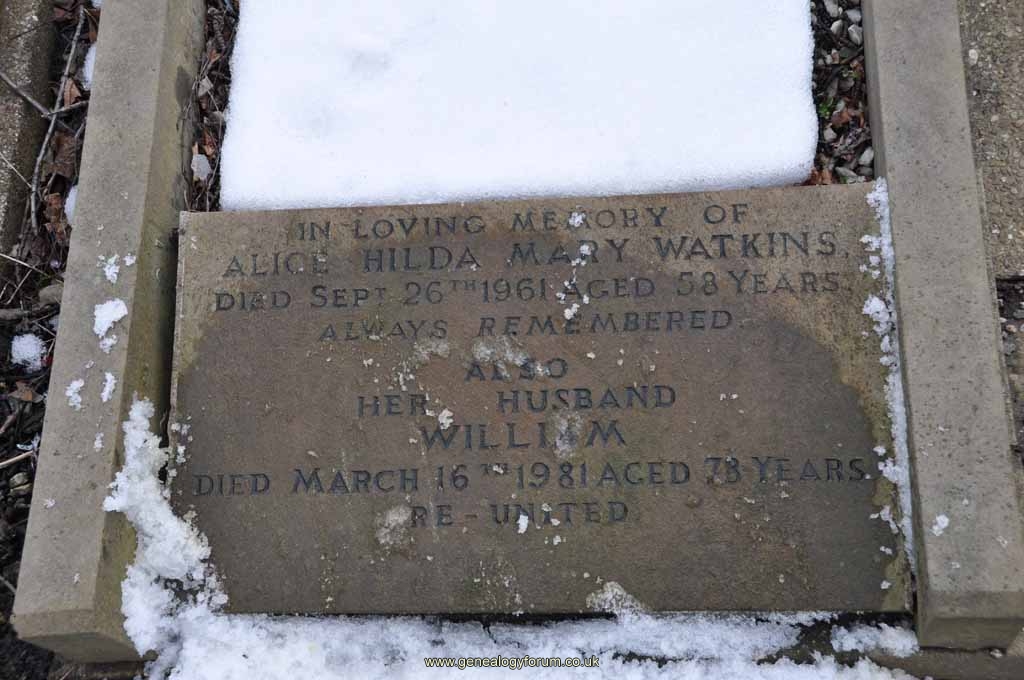 IN LOVING MEMORY OF
ALICE HILDA MARY WATKINS,
DIED SEPT 26TH 1961 AGED 58 YEARS.
ALWAYS REMEMBERED.
ALSO
HER HUSBAND
WILLIAM
DIED MARCH 16TH 1981 AGED 78 YEARS.
RE-UNITED.
www.genealogyforum.co.uk